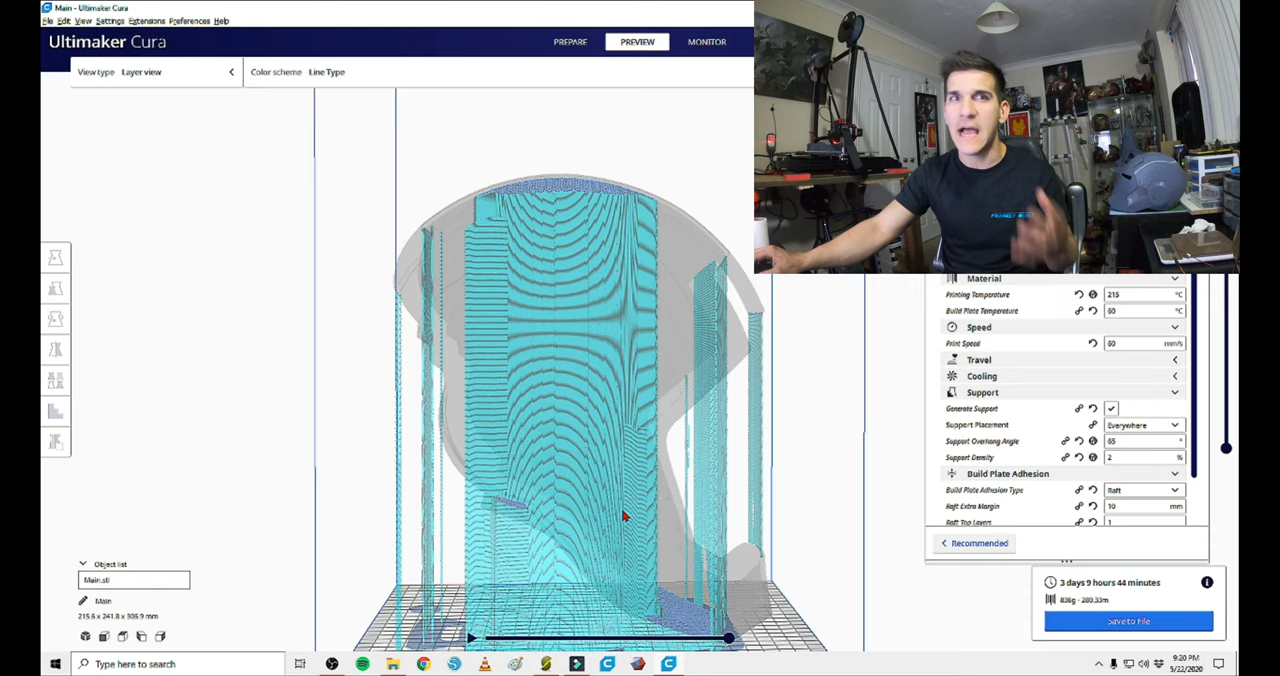 Main - Ultimaker Cura
File Edit View Settings Extensions Preferences Help
Ultimaker Cura
PREPARE PREVIEW MONITOR
View type Layer view Color scheme Line Type
Material
Printing Temperature 215 °C
Build Plate Temperature 60 °C
Speed
Print Speed 60 mm/s
Travel
Cooling
Support
Generate Support
Support Placement Everywhere
Support Overhang Angle 65 °
Support Density 2 %
Build Plate Adhesion
Build Plate Adhesion Type Raft
Raft Extra Margin 10 mm
Raft Top Layers 1
Recommended
Object list
Main.stl
Main
215.6 x 241.8 x 306.9 mm
3 days 9 hours 44 minutes
836g - 280.33m
Save to File
Type here to search
9:20 PM
5/22/2020